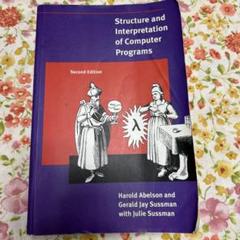 Structure and
Interpretation
of Computer
Programs
Second Edition
λ
Harold Abelson and
Gerald Jay Sussman
with Julie Sussman